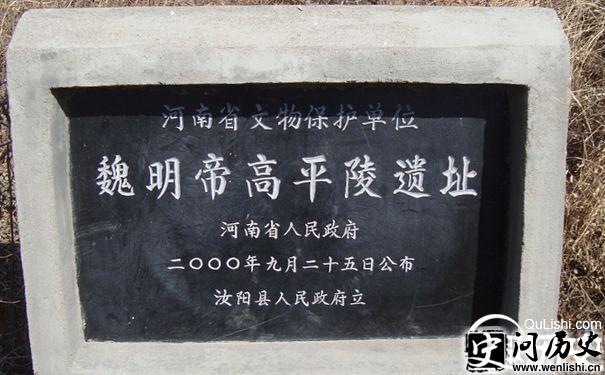 河南省文物保护单位
魏明帝高平陵遗址
河南省人民政府
二〇〇〇年九月二十五日公布
汝阳县人民政府立
QuLishi.com
问历史
www.wenlishi.cn